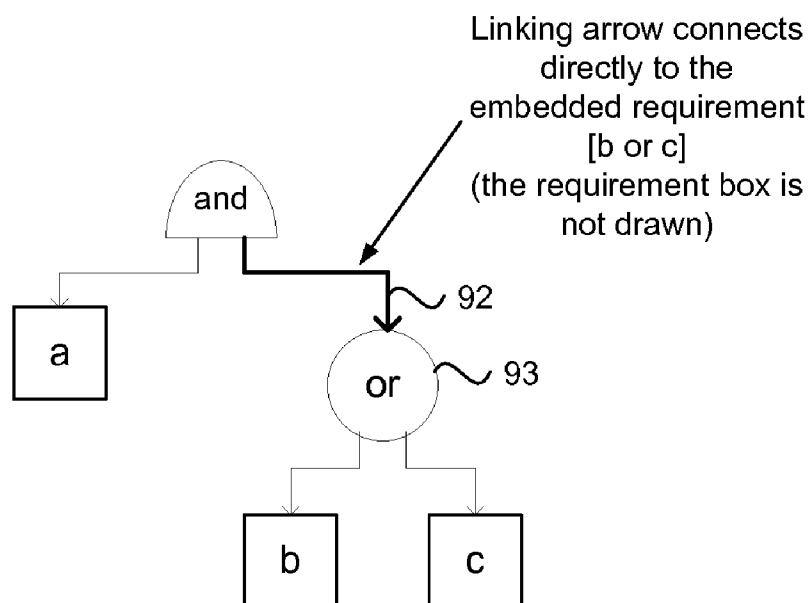 Linking arrow connects
directly to the
embedded requirement
[b or c]
(the requirement box is
not drawn)
and
92
a
or
93
b
c